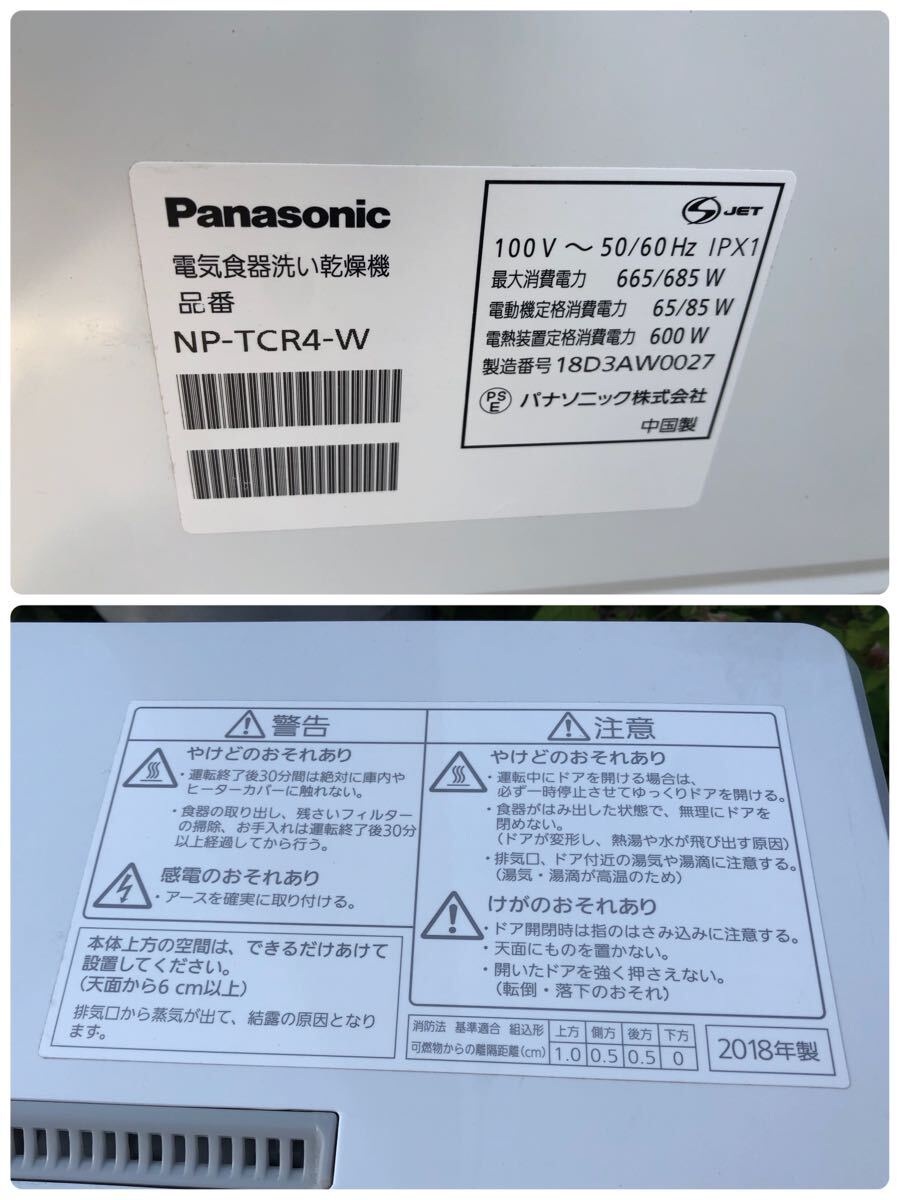 Panasonic
電気食器洗い乾燥機
品番
NP-TCR4-W
S JET
100 V ～ 50/60 Hz IPX1
最大消費電力 665/685 W
電動機定格消費電力 65/85 W
電熱装置定格消費電力 600 W
製造番号 18D3AW0027
PSE パナソニック株式会社
中国製
警告
やけどのおそれあり
・運転終了後30分間は絶対に庫内や
ヒーターカバーに触れない。
・食器の取り出し、残さいフィルター
の掃除、お手入れは運転終了後30分
以上経過してから行う。
感電のおそれあり
・アースを確実に取り付ける。
本体上方の空間は、できるだけあけて
設置してください。
（天面から6 cm以上）
排気口から蒸気が出て、結露の原因となり
ます。
注意
やけどのおそれあり
・運転中にドアを開ける場合は、
必ず一時停止させてゆっくりドアを開ける。
・食器がはみ出した状態で、無理にドアを
閉めない。
（ドアが変形し、熱湯や水が飛び出す原因）
・排気口、ドア付近の湯気や湯滴に注意する。
（湯気・湯滴が高温のため）
けがのおそれあり
・ドア開閉時は指のはさみ込みに注意する。
・天面にものを置かない。
・開いたドアを強く押さえない。
（転倒・落下のおそれ）
消防法 基準適合 組込形 上方 側方 後方 下方
可燃物からの離隔距離(cm) 1.0 0.5 0.5 0
2018年製